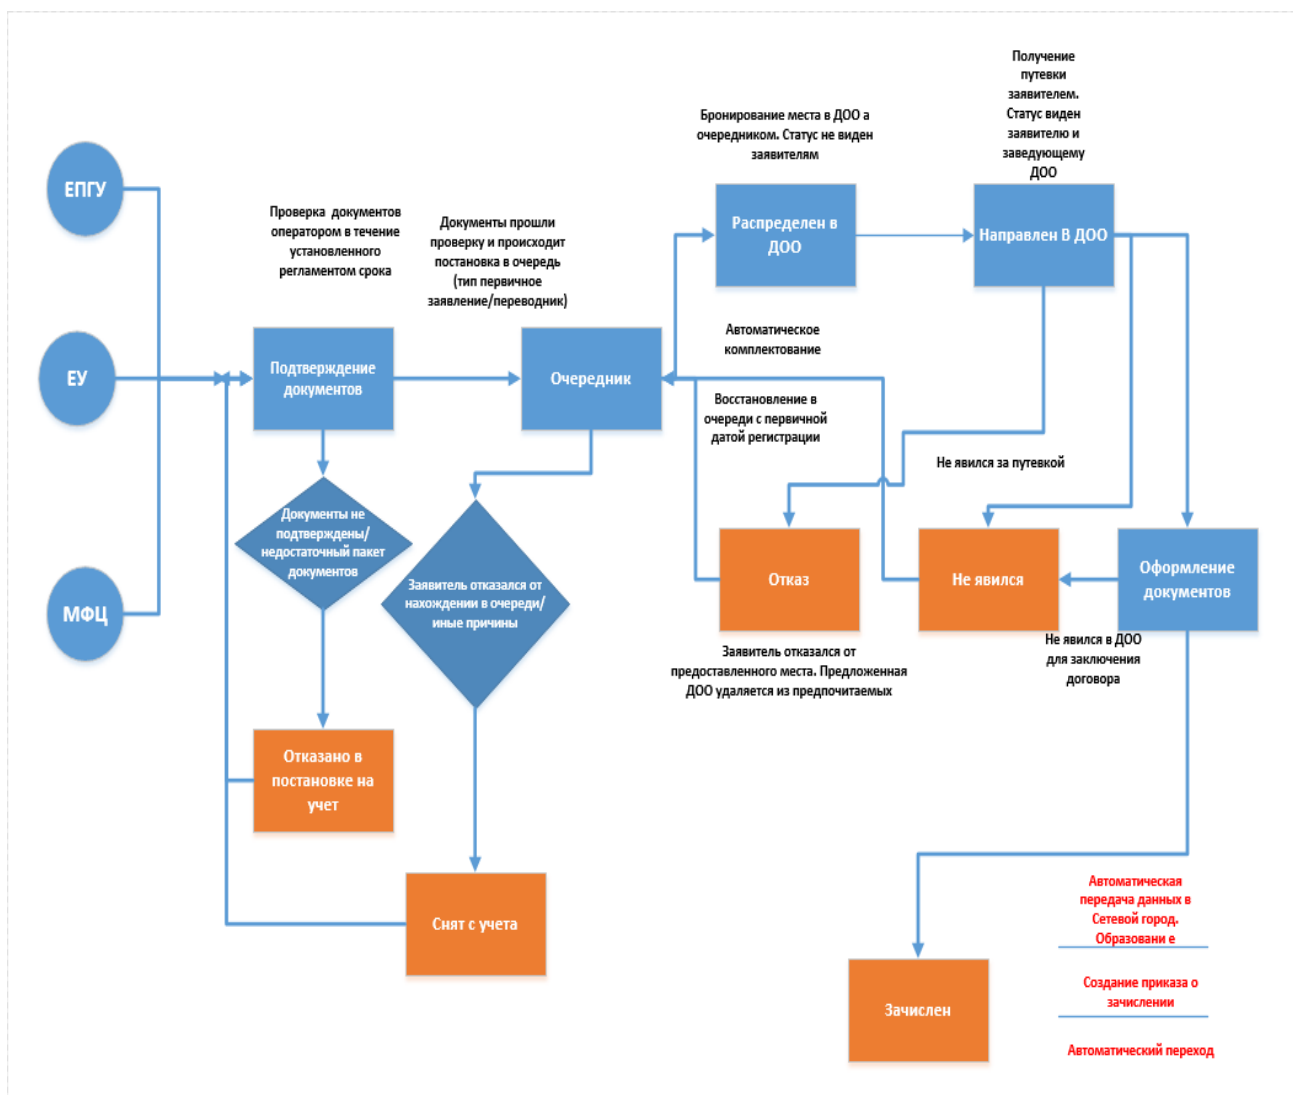 Получение
путевки
заявителем.
Статус виден
заявителю и
заведующему
ДОО
Бронирование места в ДОО а
очередником. Статус не виден
заявителям
ЕПГУ
Проверка документов
оператором в течение
установленного
регламентом срока
Документы прошли
проверку и происходит
постановка в очередь
(тип первичное
заявление/переводник)
Распределен в
ДОО
Направлен В ДОО
ЕУ
Подтверждение
документов
Очередник
Автоматическое
комплектование
Восстановление в
очереди с первичной
датой регистрации
Не явился за путевкой
Документы не
подтверждены/
недостаточный пакет
документов
Заявитель отказался от
нахождении в очереди/
иные причины
МФЦ
Отказ
Не явился
Оформление
документов
Заявитель отказался от
предоставленного места. Предложенная
ДОО удаляется из предпочитаемых
Не явился в ДОО
для заключения
договора
Отказано в
постановке на
учет
Снят с учета
Зачислен
Автоматическая
передача данных в
Сетевой город.
Образовани е
Создание приказа о
зачислении
Автоматический переход